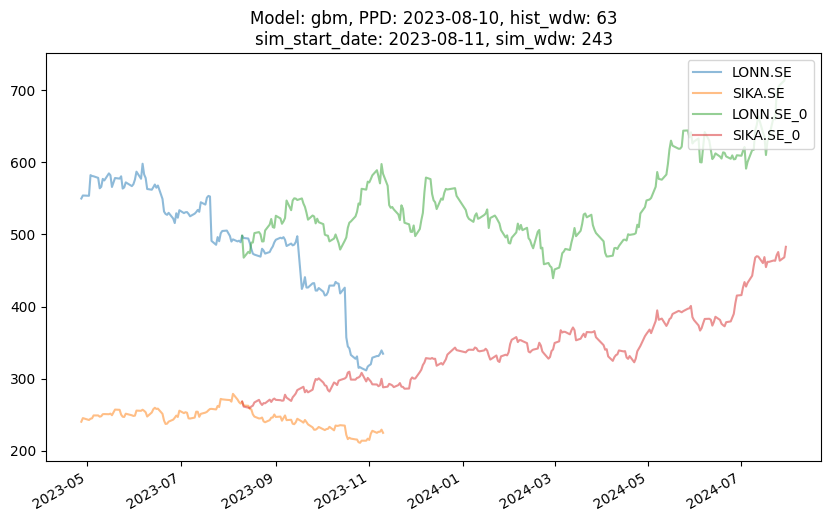 Model: gbm, PPD: 2023-08-10, hist_wdw: 63
sim_start_date: 2023-08-11, sim_wdw: 243
LONN.SE
SIKA.SE
LONN.SE_0
SIKA.SE_0
700
600
500
400
300
200
2023-05
2023-07
2023-09
2023-11
2024-01
2024-03
2024-05
2024-07